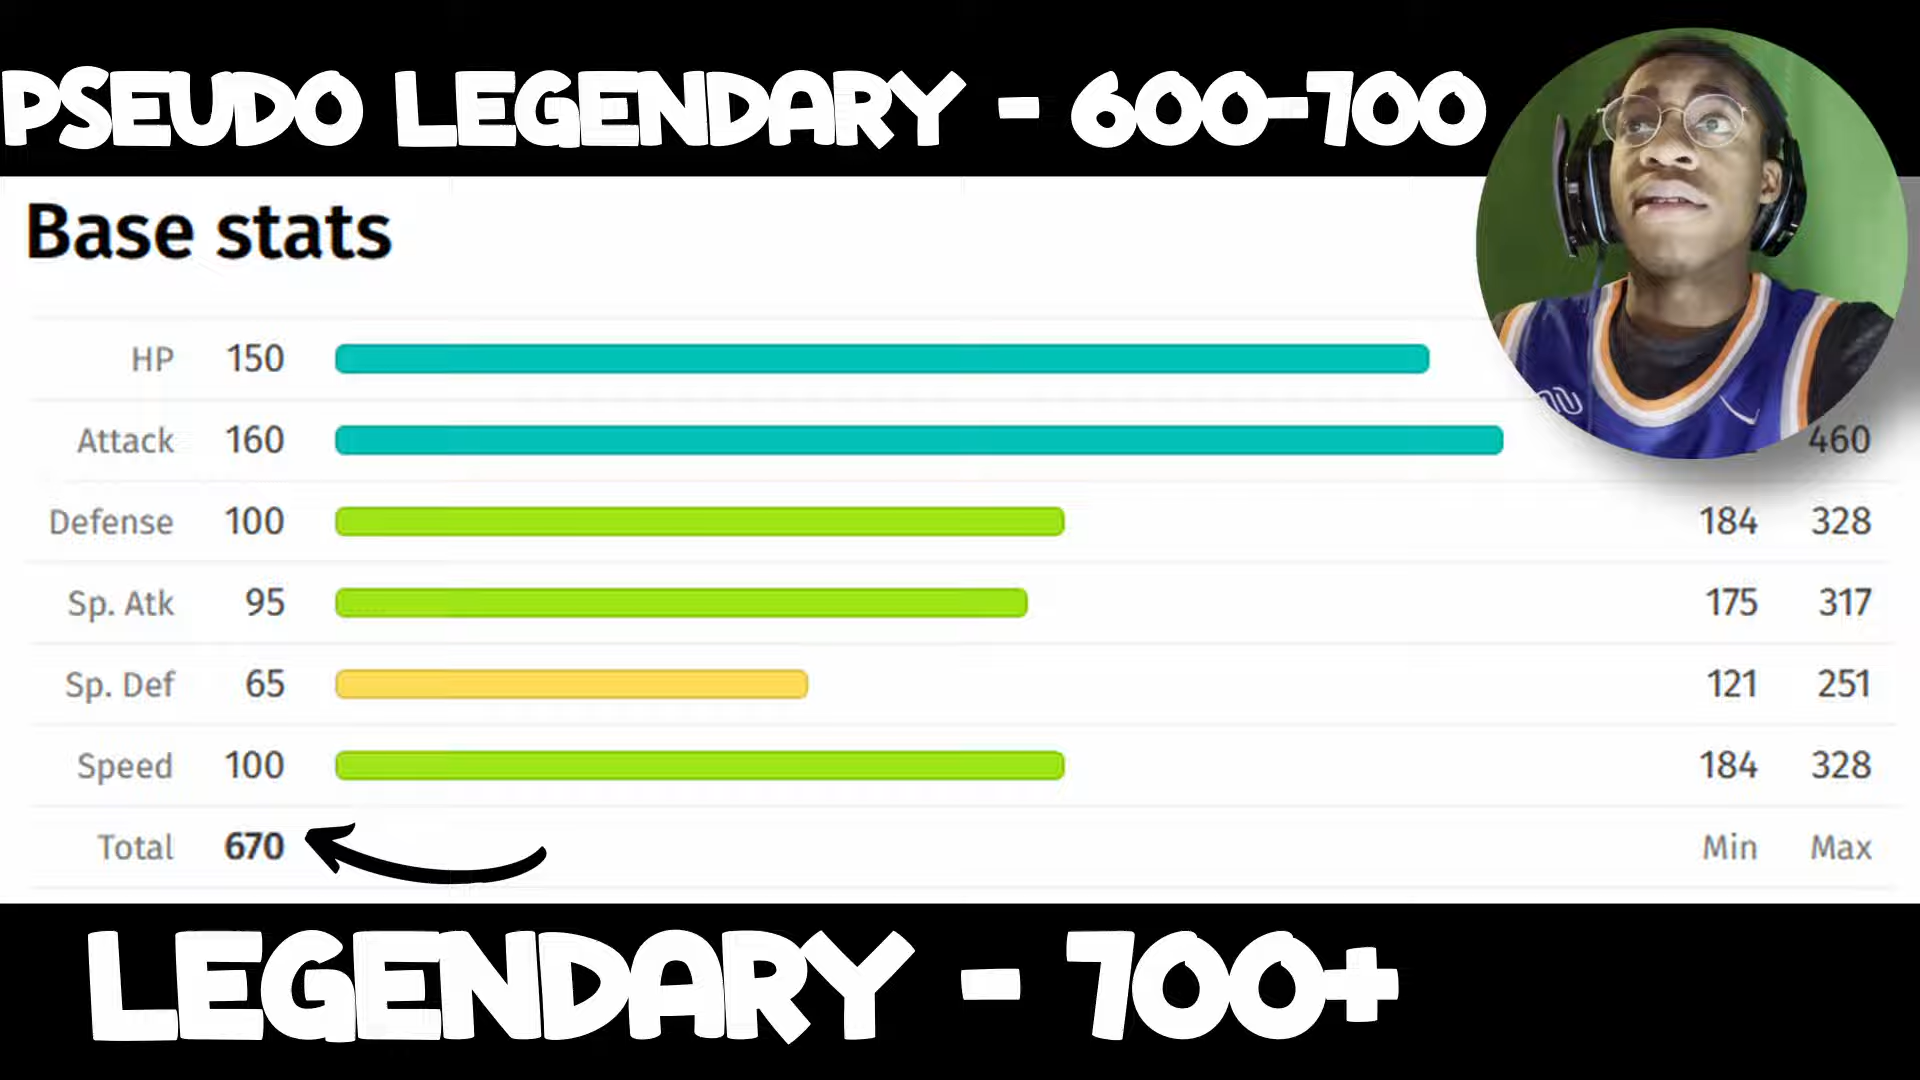 PSEUDO LEGENDARY - 600-700
Base stats
HP 150
Attack 160 460
Defense 100 184 328
Sp. Atk 95 175 317
Sp. Def 65 121 251
Speed 100 184 328
Total 670 Min Max
LEGENDARY - 700+